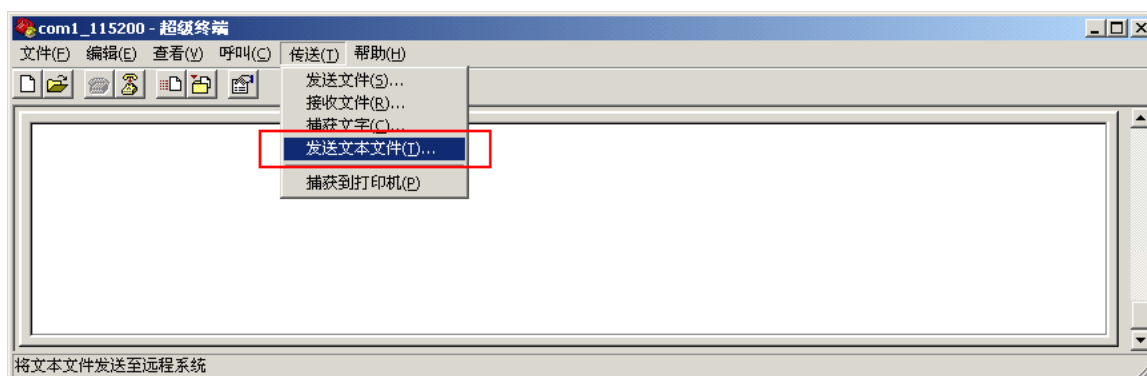 com1_115200 - 超级终端
文件(F) 编辑(E) 查看(V) 呼叫(C) 传送(T) 帮助(H)
发送文件(S)...
接收文件(R)...
捕获文字(C)...
发送文本文件(T)...
捕获到打印机(P)
将文本文件发送至远程系统